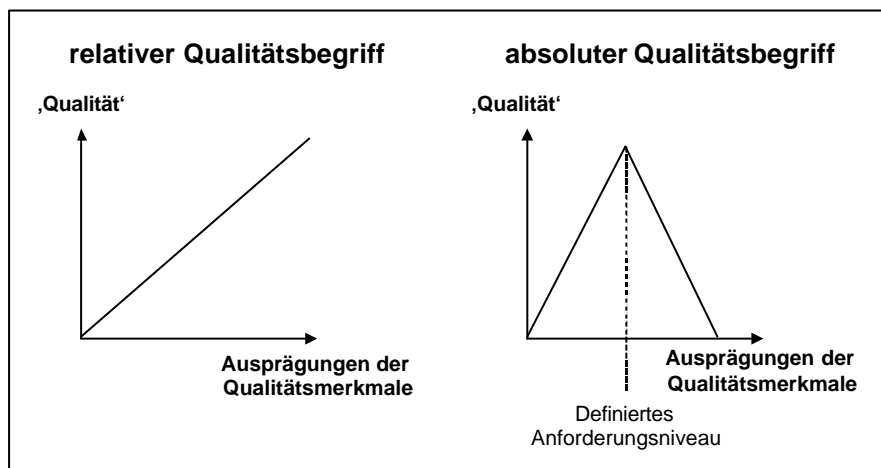 relativer Qualitätsbegriff
‚Qualität‘
Ausprägungen der
Qualitätsmerkmale
absoluter Qualitätsbegriff
‚Qualität‘
Ausprägungen der
Qualitätsmerkmale
Definiertes
Anforderungsniveau